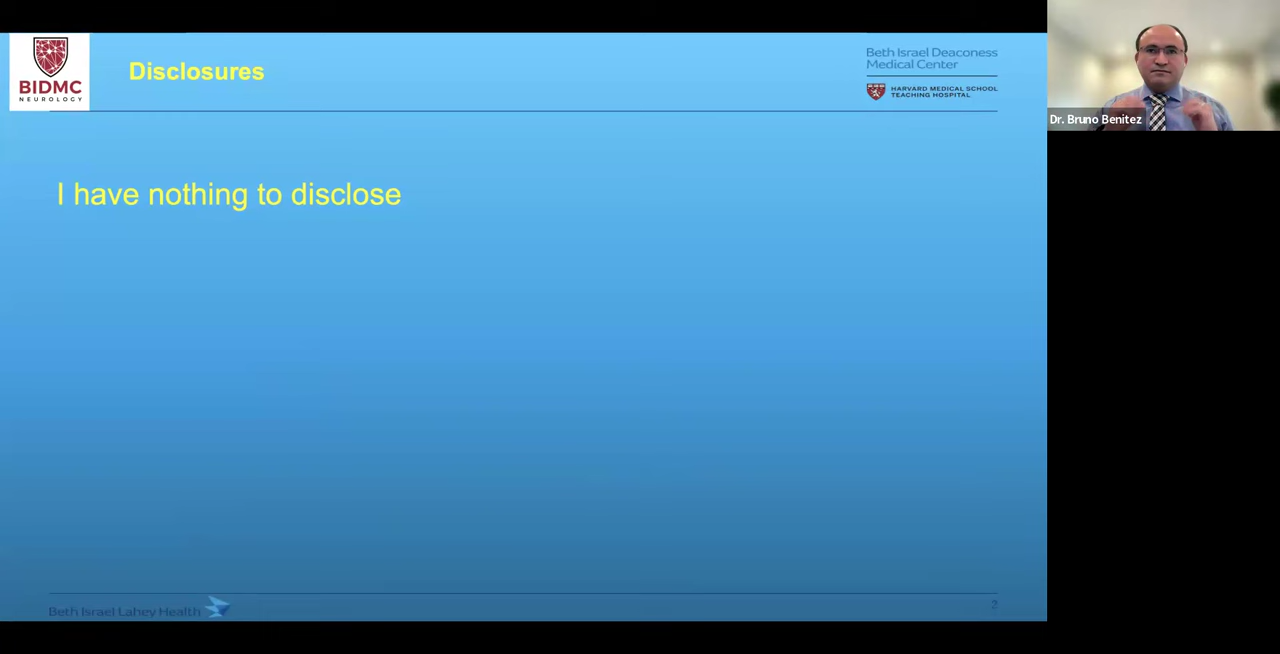 BIDMC
NEUROLOGY
Disclosures
Beth Israel Deaconess
Medical Center
HARVARD MEDICAL SCHOOL
TEACHING HOSPITAL
Dr. Bruno Benitez
I have nothing to disclose
Beth Israel Lahey Health
2